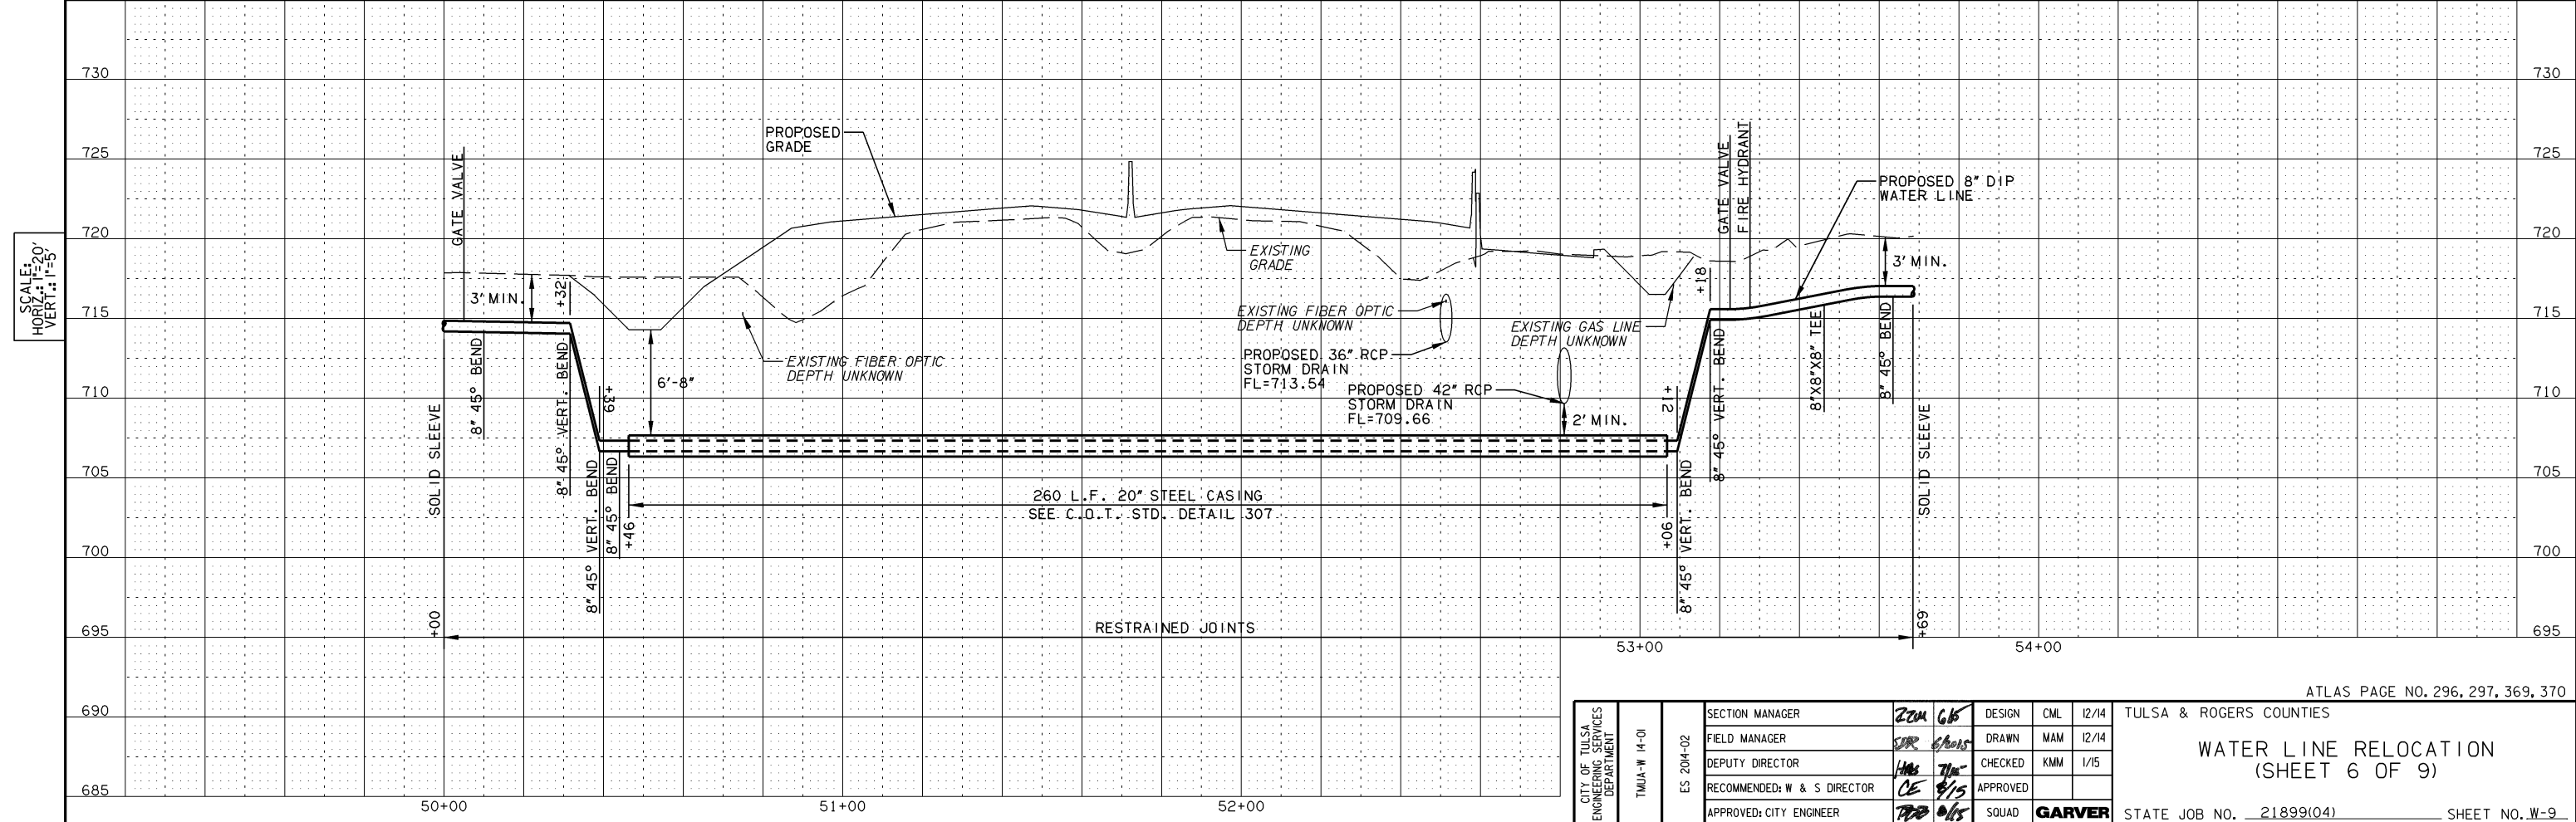 SCALE:
HORIZ.: 1"=20'
VERT.: 1"=5'
730
725
720
715
710
705
700
695
690
685
730
725
720
715
710
705
700
695
GATE VALVE
3' MIN.
+32
8" 45° BEND
8" 45° VERT. BEND
+39
SOLID SLEEVE
8" 45° VERT. BEND
8" 45° BEND
+46
+00
PROPOSED
GRADE
6'-8"
EXISTING FIBER OPTIC
DEPTH UNKNOWN
EXISTING
GRADE
EXISTING FIBER OPTIC
DEPTH UNKNOWN
PROPOSED 36" RCP
STORM DRAIN
FL=713.54
PROPOSED 42" RCP
STORM DRAIN
FL=709.66
EXISTING GAS LINE
DEPTH UNKNOWN
2' MIN.
+12
+18
GATE VALVE
FIRE HYDRANT
PROPOSED 8" DIP
WATER LINE
3' MIN.
8" 45° VERT. BEND
8"X8"X8" TEE
8" 45° BEND
SOLID SLEEVE
8" 45° VERT. BEND
+06
260 L.F. 20" STEEL CASING
SEE C.O.T. STD. DETAIL 307
RESTRAINED JOINTS
+69
50+00
51+00
52+00
53+00
54+00
ATLAS PAGE NO. 296, 297, 369, 370
CITY OF TULSA
ENGINEERING SERVICES
DEPARTMENT
TMUA-W 14-01
ES 2014-02
SECTION MANAGER DESIGN CML 12/14
FIELD MANAGER 6/2015 DRAWN MAM 12/14
DEPUTY DIRECTOR CHECKED KMM 1/15
RECOMMENDED: W & S DIRECTOR CE 8/15 APPROVED
APPROVED: CITY ENGINEER 8/15 SQUAD GARVER
TULSA & ROGERS COUNTIES
WATER LINE RELOCATION
(SHEET 6 OF 9)
STATE JOB NO. 21899(04) SHEET NO. W-9